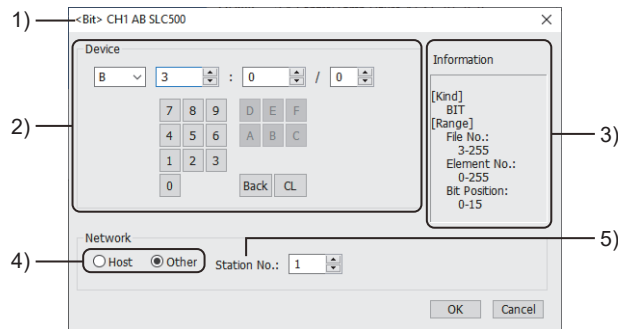 1) <Bit> CH1 AB SLC500
Device
B 3 : 0 / 0
7 8 9 D E F
4 5 6 A B C
1 2 3
0 Back CL
2)
Information
[Kind]
BIT
[Range]
File No.:
3-255
Element No.:
0-255
Bit Position:
0-15
3)
Network
4) Host Other Station No.: 1
5)
OK Cancel